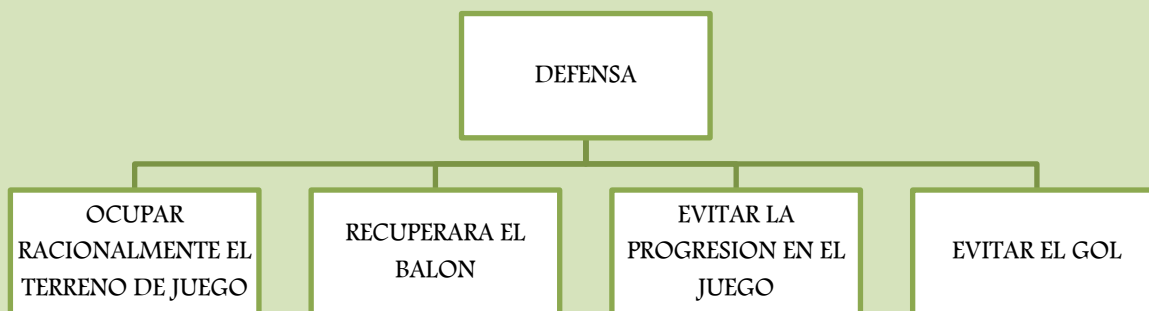 DEFENSA
OCUPAR
RACIONALMENTE EL
TERRENO DE JUEGO
RECUPERARA EL
BALON
EVITAR LA
PROGRESION EN EL
JUEGO
EVITAR EL GOL